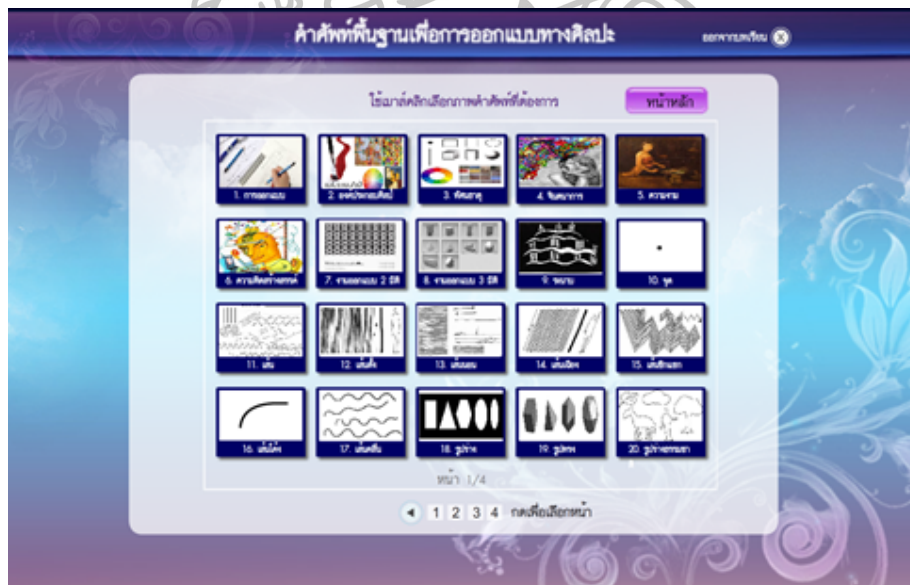 คำศัพท์พื้นฐานเพื่อการออกแบบทางศิลปะ
ออกจากบทเรียน
ใช้เมาส์คลิกเลือกภาพคำศัพท์ที่ต้องการ
หน้าหลัก
1. การออกแบบ
2. องค์ประกอบศิลป์
3. ทัศนธาตุ
4. จินตนาการ
5. ความงาม
6. ความคิดสร้างสรรค์
7. งานออกแบบ 2 มิติ
8. งานออกแบบ 3 มิติ
9. ระนาบ
10. จุด
11. เส้น
12. เส้นตั้ง
13. เส้นนอน
14. เส้นเฉียง
15. เส้นซิกแซก
16. เส้นโค้ง
17. เส้นคลื่น
18. รูปร่าง
19. รูปทรง
20. รูปร่างธรรมชาติ
หน้า 1/4
1 2 3 4 กดเพื่อเลือกหน้า